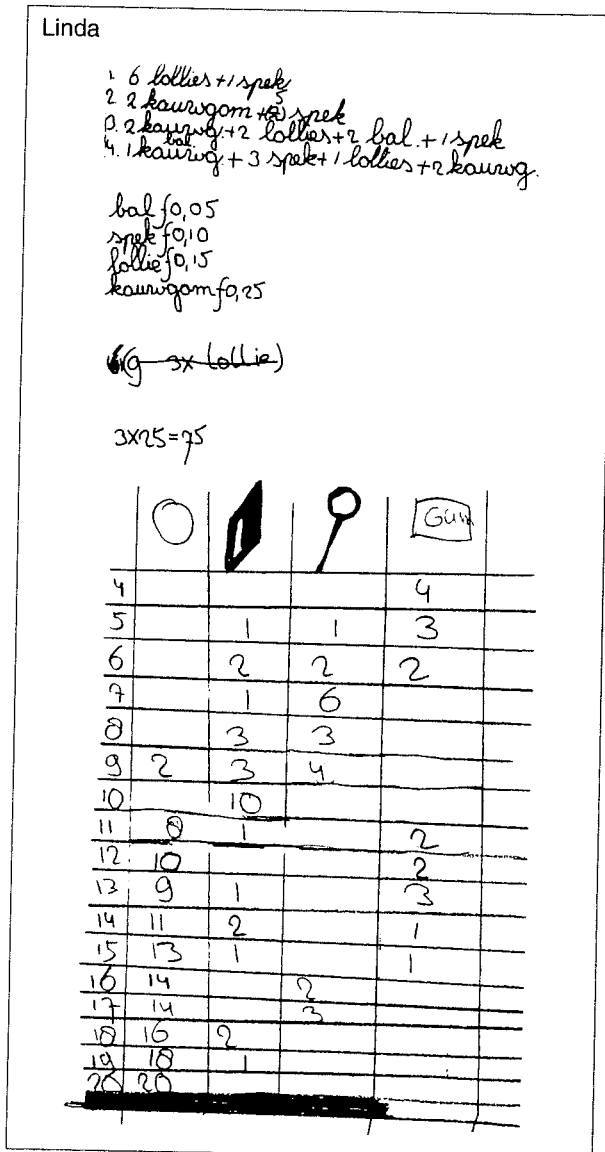 Linda
1. 6 lollies + 1 spek
2. 2 kauwgom + 5 spek
3. 2 kauwg. + 2 lollies + 2 bal. + 1 spek
4. 1 bal. + 3 spek + 1 lollies + 2 kauwg.
bal f0,05
spek f0,10
lollie f0,15
kauwgom f0,25
3x lollie)
3x25=75
Gum
4 4
5 1 1 3
6 2 2 2
7 1 6
8 3 3
9 2 3 4
10 10
11 8 1 2
12 10 2
13 9 1 3
14 11 2 1
15 13 1 1
16 14 2
17 14 3
18 16 2
19 18 1
20 20